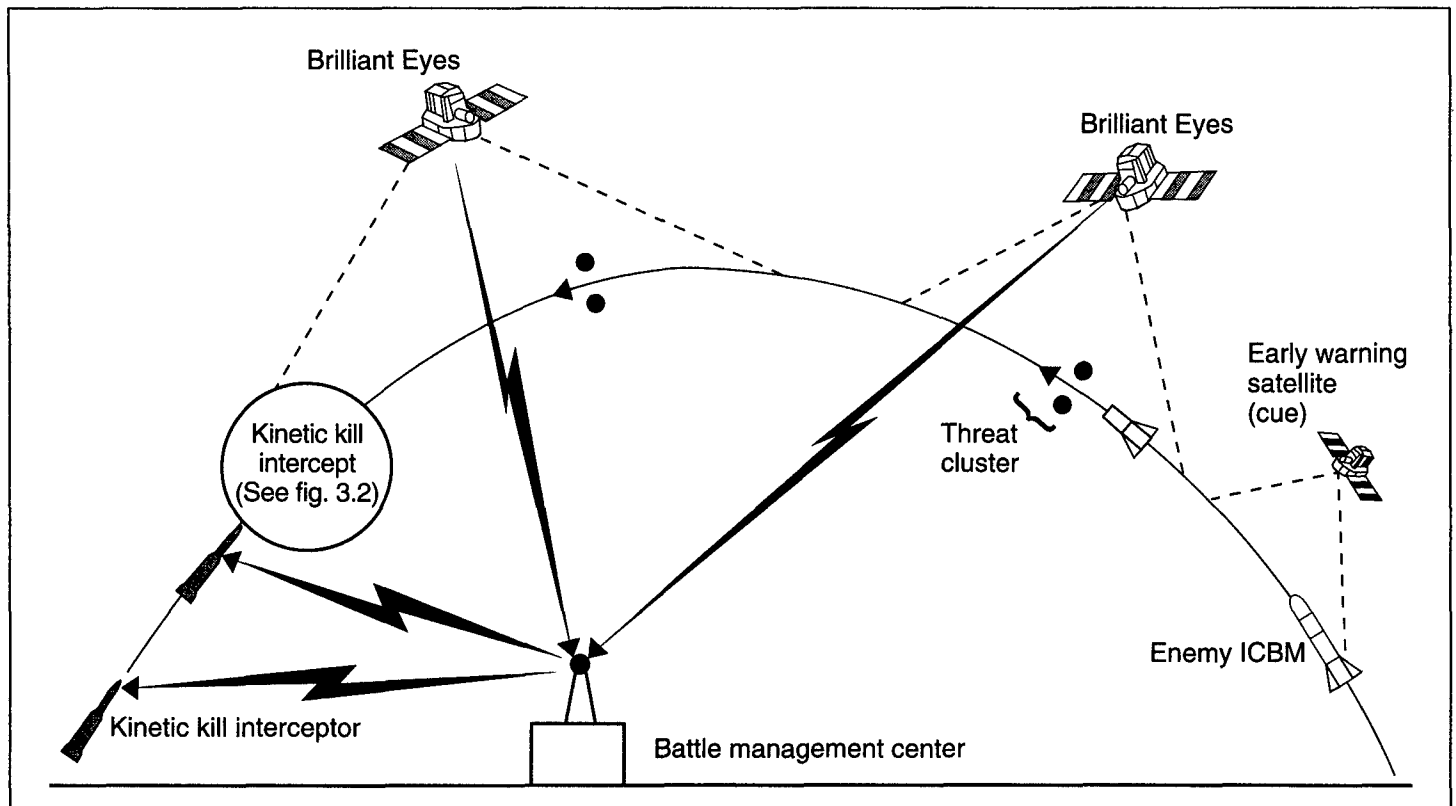 Brilliant Eyes
Brilliant Eyes
Early warning
satellite
(cue)
Threat
cluster
Kinetic kill
intercept
(See fig. 3.2)
Enemy ICBM
Kinetic kill interceptor
Battle management center